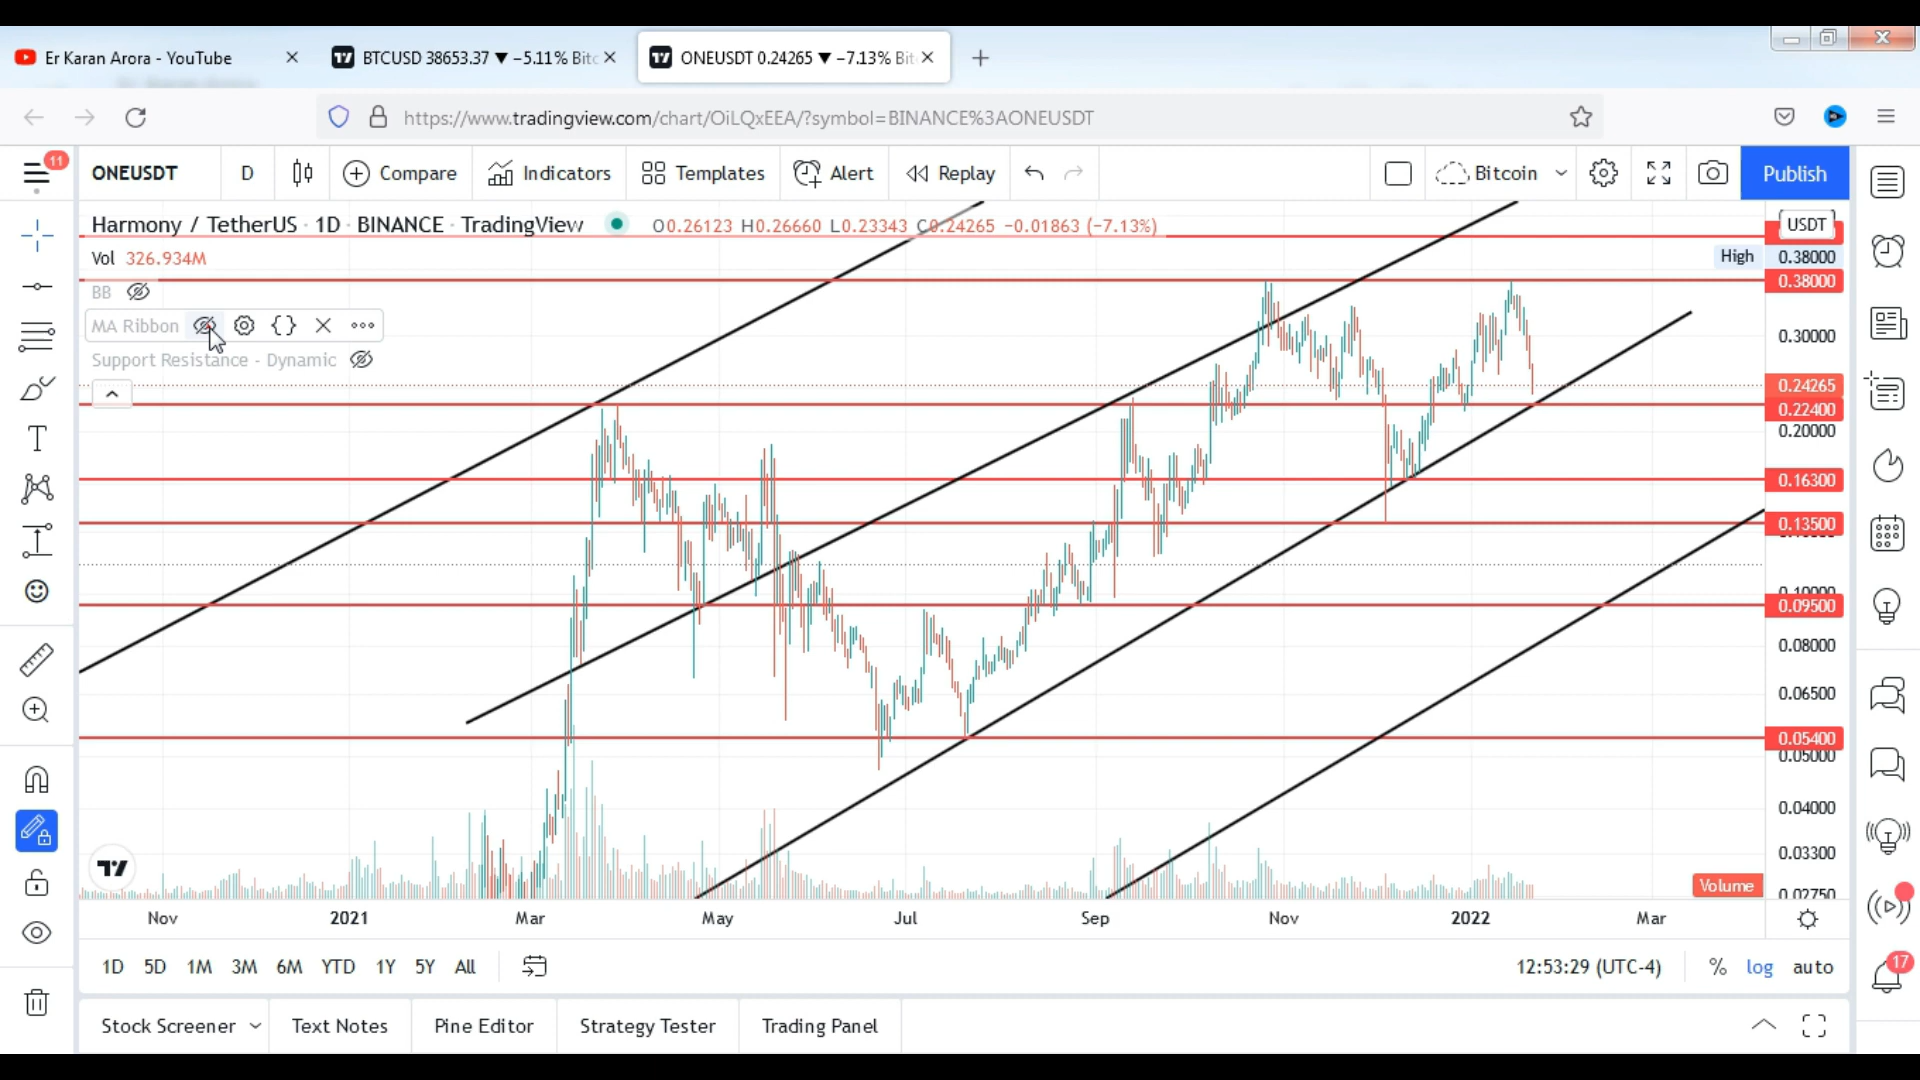 Er Karan Arora - YouTube
BTCUSD 38653.37 ▼ −5.11% Bitc
ONEUSDT 0.24265 ▼ −7.13% Bit
https://www.tradingview.com/chart/OiLQxEEA/?symbol=BINANCE%3AONEUSDT
11
ONEUSDT D Compare Indicators Templates Alert Replay Bitcoin Publish
Harmony / TetherUS · 1D · BINANCE · TradingView O0.26123 H0.26660 L0.23343 C0.24265 −0.01863 (−7.13%)
USDT
Vol 326.934M
High 0.38000
BB
0.38000
MA Ribbon
0.30000
Support Resistance - Dynamic
0.24265
0.22400
0.20000
0.16300
0.13500
0.09500
0.08000
0.06500
0.05400
0.05000
0.04000
0.03300
Volume
0.02750
Nov 2021 Mar May Jul Sep Nov 2022 Mar
1D 5D 1M 3M 6M YTD 1Y 5Y All
12:53:29 (UTC-4) % log auto
17
Stock Screener Text Notes Pine Editor Strategy Tester Trading Panel